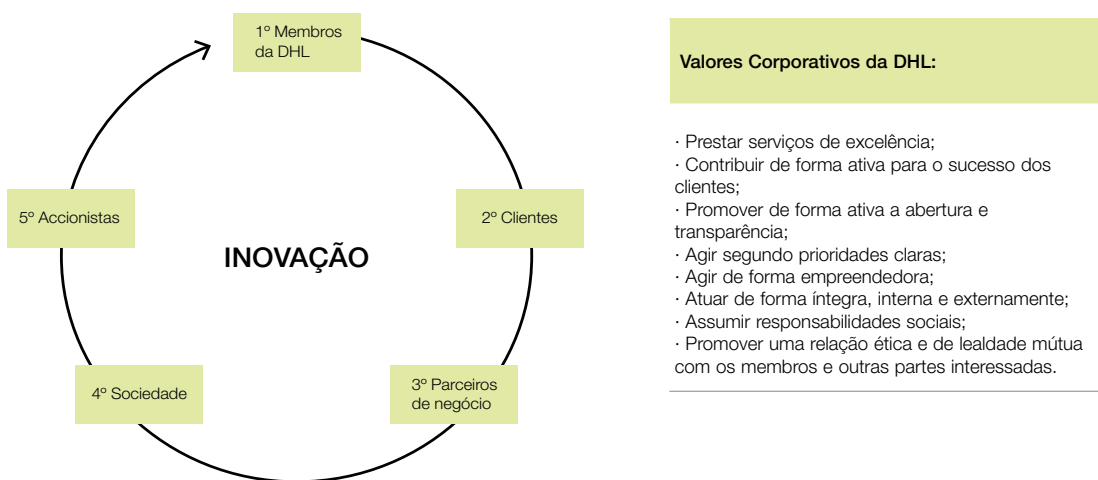 1º Membros
da DHL
2º Clientes
3º Parceiros
de negócio
4º Sociedade
5º Accionistas
INOVAÇÃO
Valores Corporativos da DHL:
· Prestar serviços de excelência;
· Contribuir de forma ativa para o sucesso dos
clientes;
· Promover de forma ativa a abertura e
transparência;
· Agir segundo prioridades claras;
· Agir de forma empreendedora;
· Atuar de forma íntegra, interna e externamente;
· Assumir responsabilidades sociais;
· Promover uma relação ética e de lealdade mútua
com os membros e outras partes interessadas.